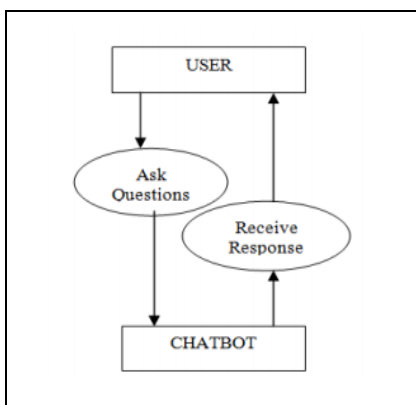 USER
Ask
Questions
Receive
Response
CHATBOT